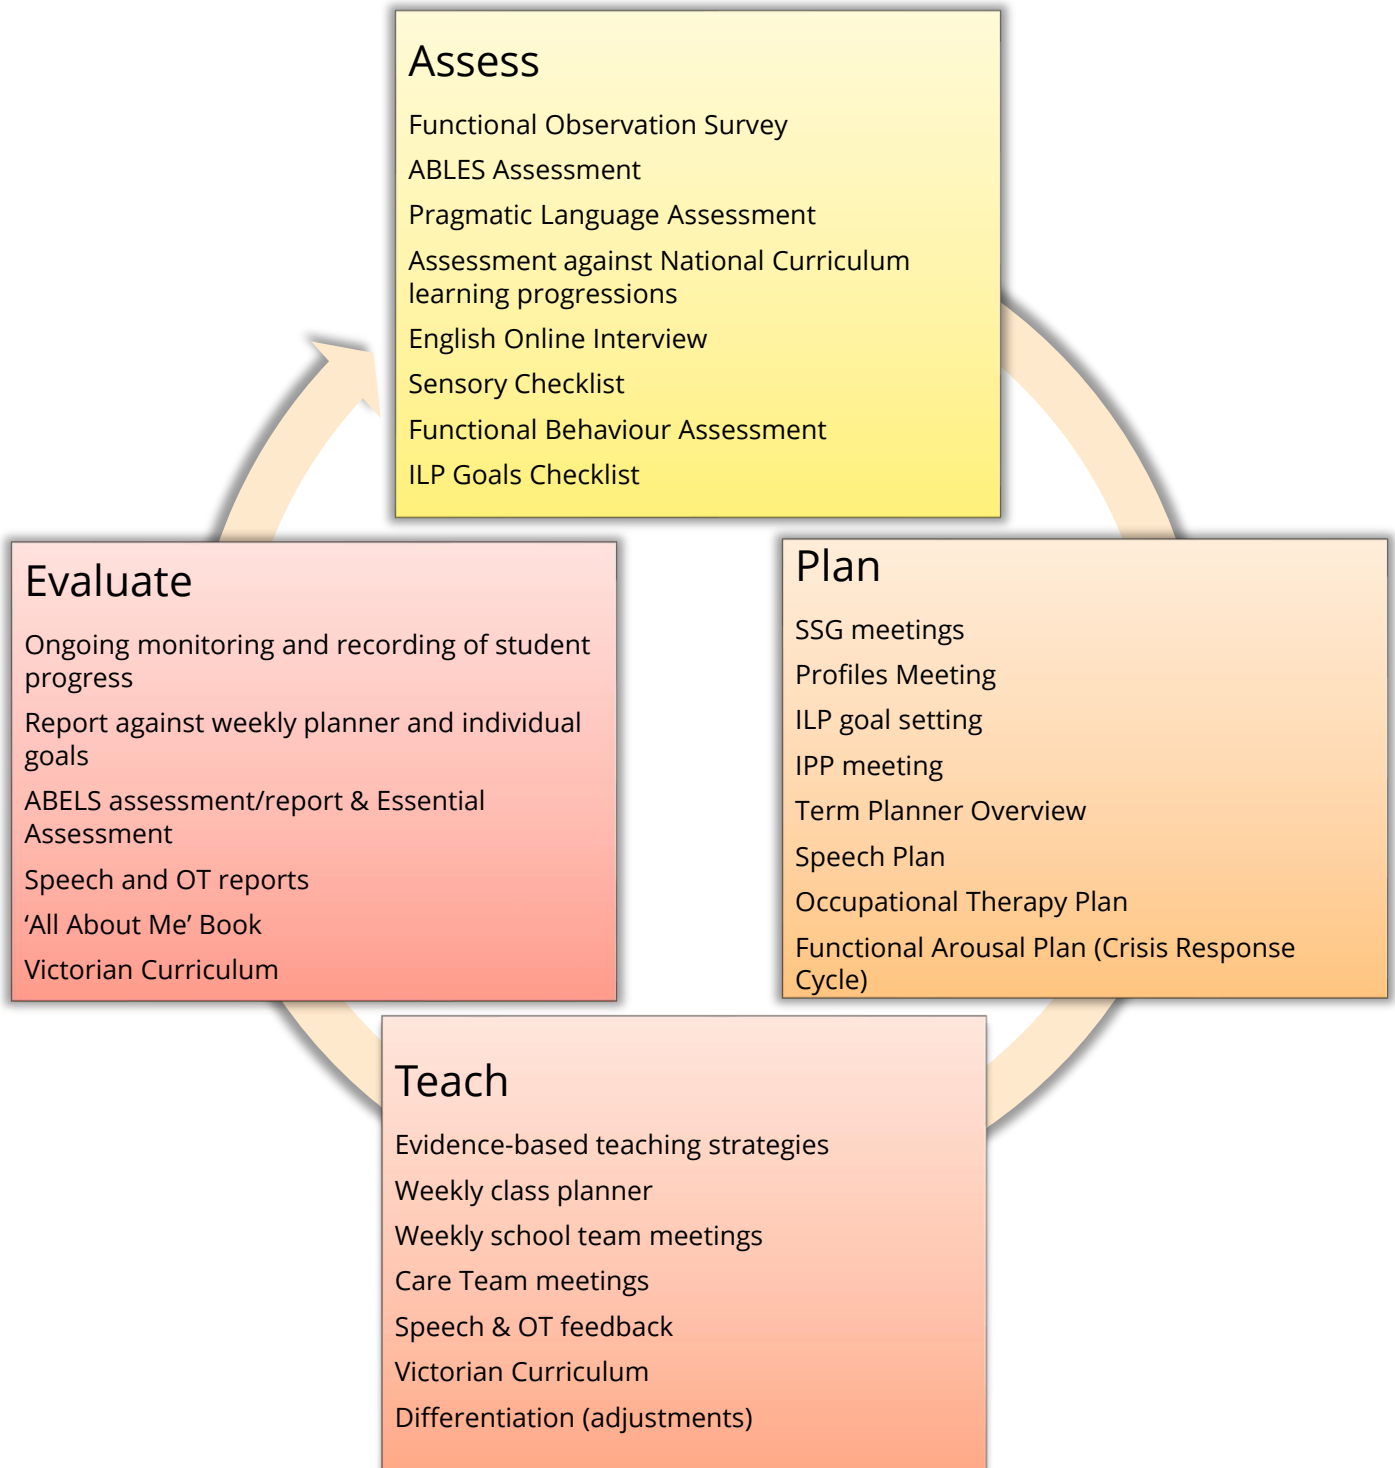 Assess
Functional Observation Survey
ABLES Assessment
Pragmatic Language Assessment
Assessment against National Curriculum
learning progressions
English Online Interview
Sensory Checklist
Functional Behaviour Assessment
ILP Goals Checklist
Plan
SSG meetings
Profiles Meeting
ILP goal setting
IPP meeting
Term Planner Overview
Speech Plan
Occupational Therapy Plan
Functional Arousal Plan (Crisis Response
Cycle)
Teach
Evidence-based teaching strategies
Weekly class planner
Weekly school team meetings
Care Team meetings
Speech & OT feedback
Victorian Curriculum
Differentiation (adjustments)
Evaluate
Ongoing monitoring and recording of student
progress
Report against weekly planner and individual
goals
ABELS assessment/report & Essential
Assessment
Speech and OT reports
‘All About Me’ Book
Victorian Curriculum